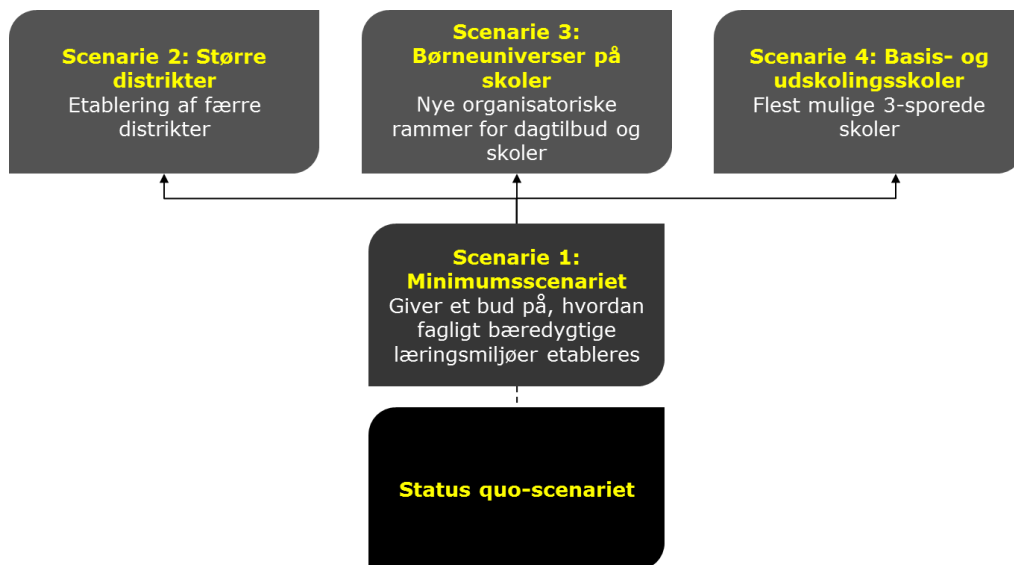 Scenarie 2: Større
distrikter
Etablering af færre
distrikter
Scenarie 3:
Børneuniverser på
skoler
Nye organisatoriske
rammer for dagtilbud og
skoler
Scenarie 4: Basis- og
udskolingsskoler
Flest mulige 3-sporede
skoler
Scenarie 1:
Minimumsscenariet
Giver et bud på, hvordan
fagligt bæredygtige
læringsmiljøer etableres
Status quo-scenariet